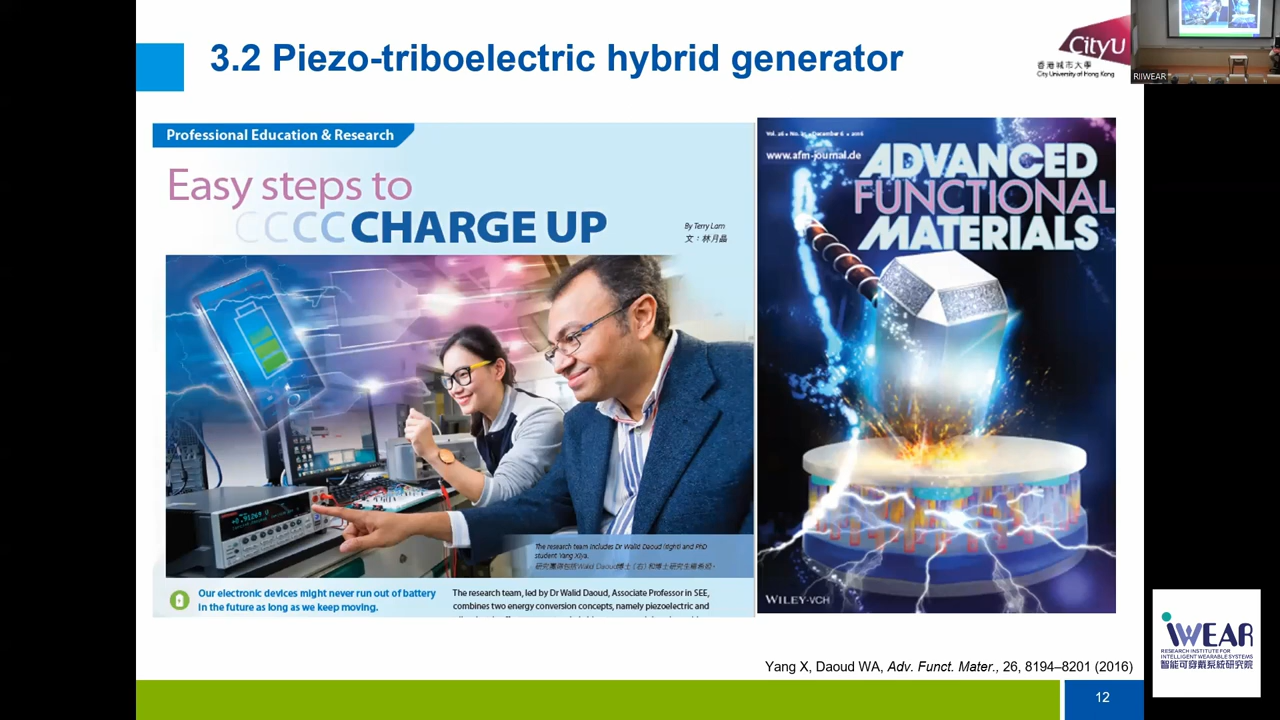 3.2 Piezo-triboelectric hybrid generator
CityU
香港城市大學
City University of Hong Kong
RIIWEAR
Professional Education & Research
Easy steps to
CCCC CHARGE UP
By Terry Lam
文：林月晶
The research team includes Dr Walid Daoud (right) and PhD
student Yang Xiya.
Our electronic devices might never run out of battery
in the future as long as we keep moving.
The research team, led by Dr Walid Daoud, Associate Professor in SEE,
combines two energy conversion concepts, namely piezoelectric and
December 6 • 2016
www.afm-journal.de
ADVANCED
FUNCTIONAL
MATERIALS
WILEY-VCH
Yang X, Daoud WA, Adv. Funct. Mater., 26, 8194–8201 (2016)
12
iWEAR
RESEARCH INSTITUTE FOR
INTELLIGENT WEARABLE SYSTEMS
智能可穿戴系統研究院